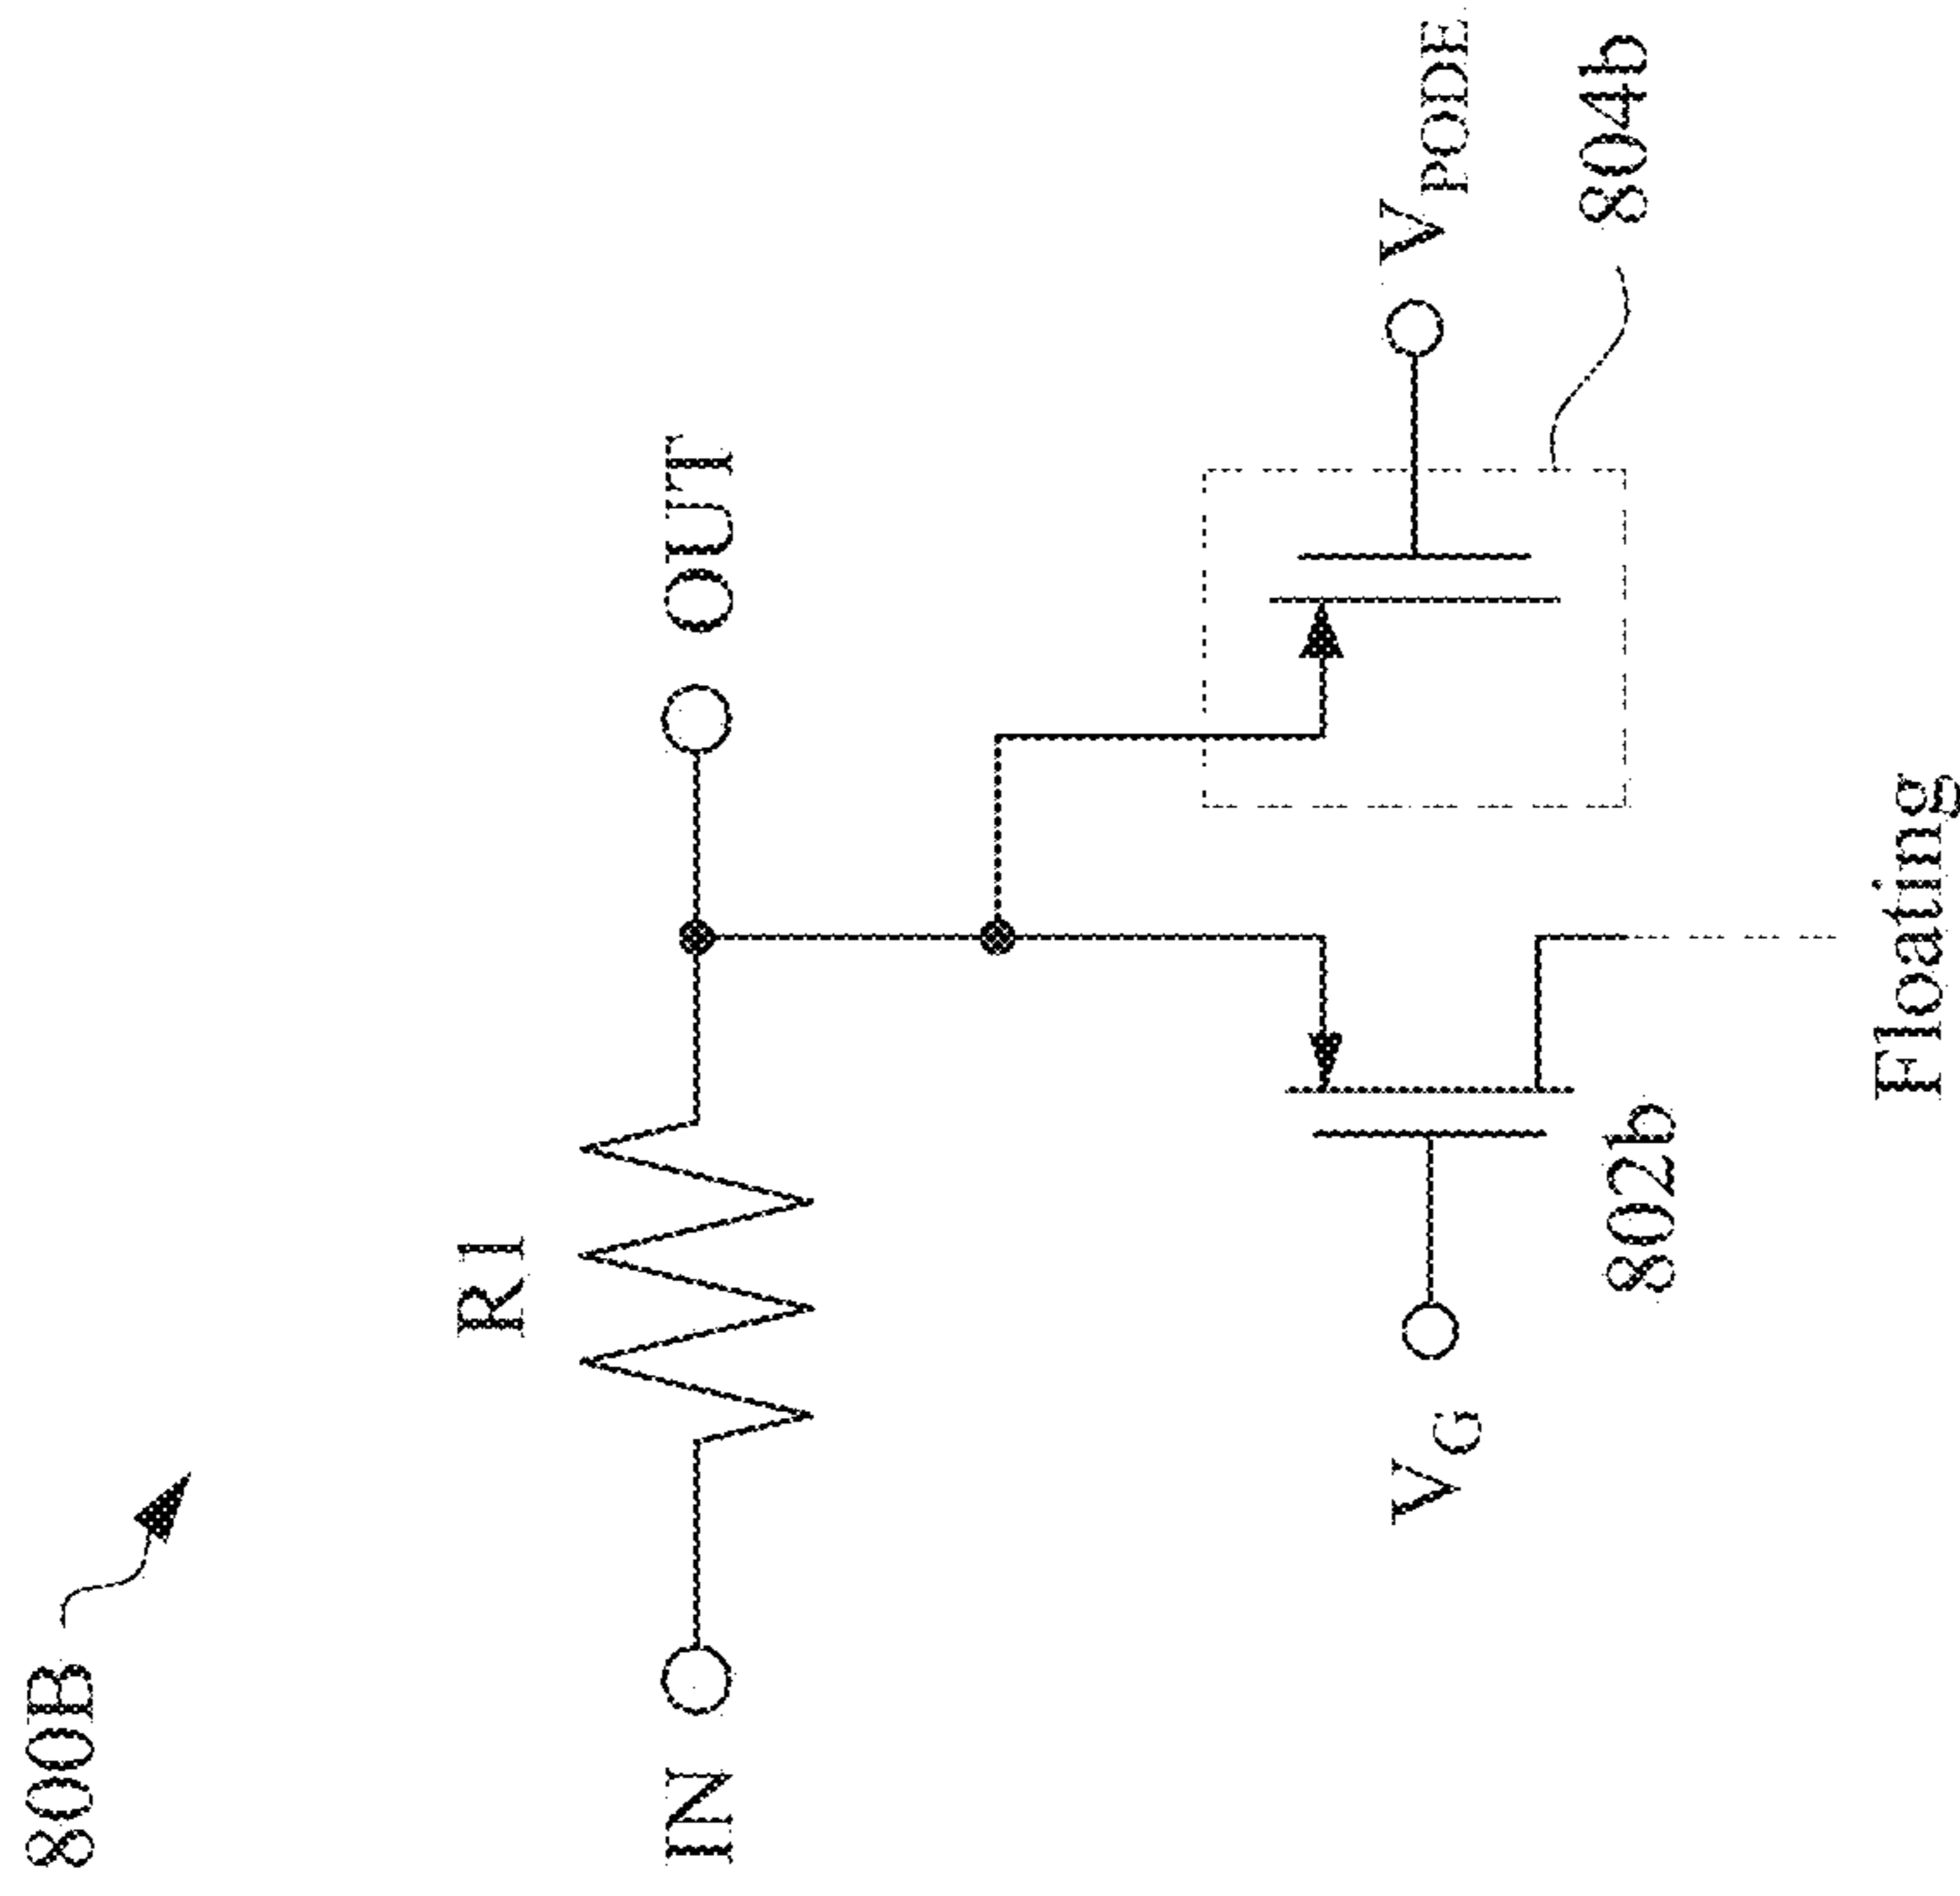 800B
R1
IN
OUT
VG
VPODE
802b
804b
Floating